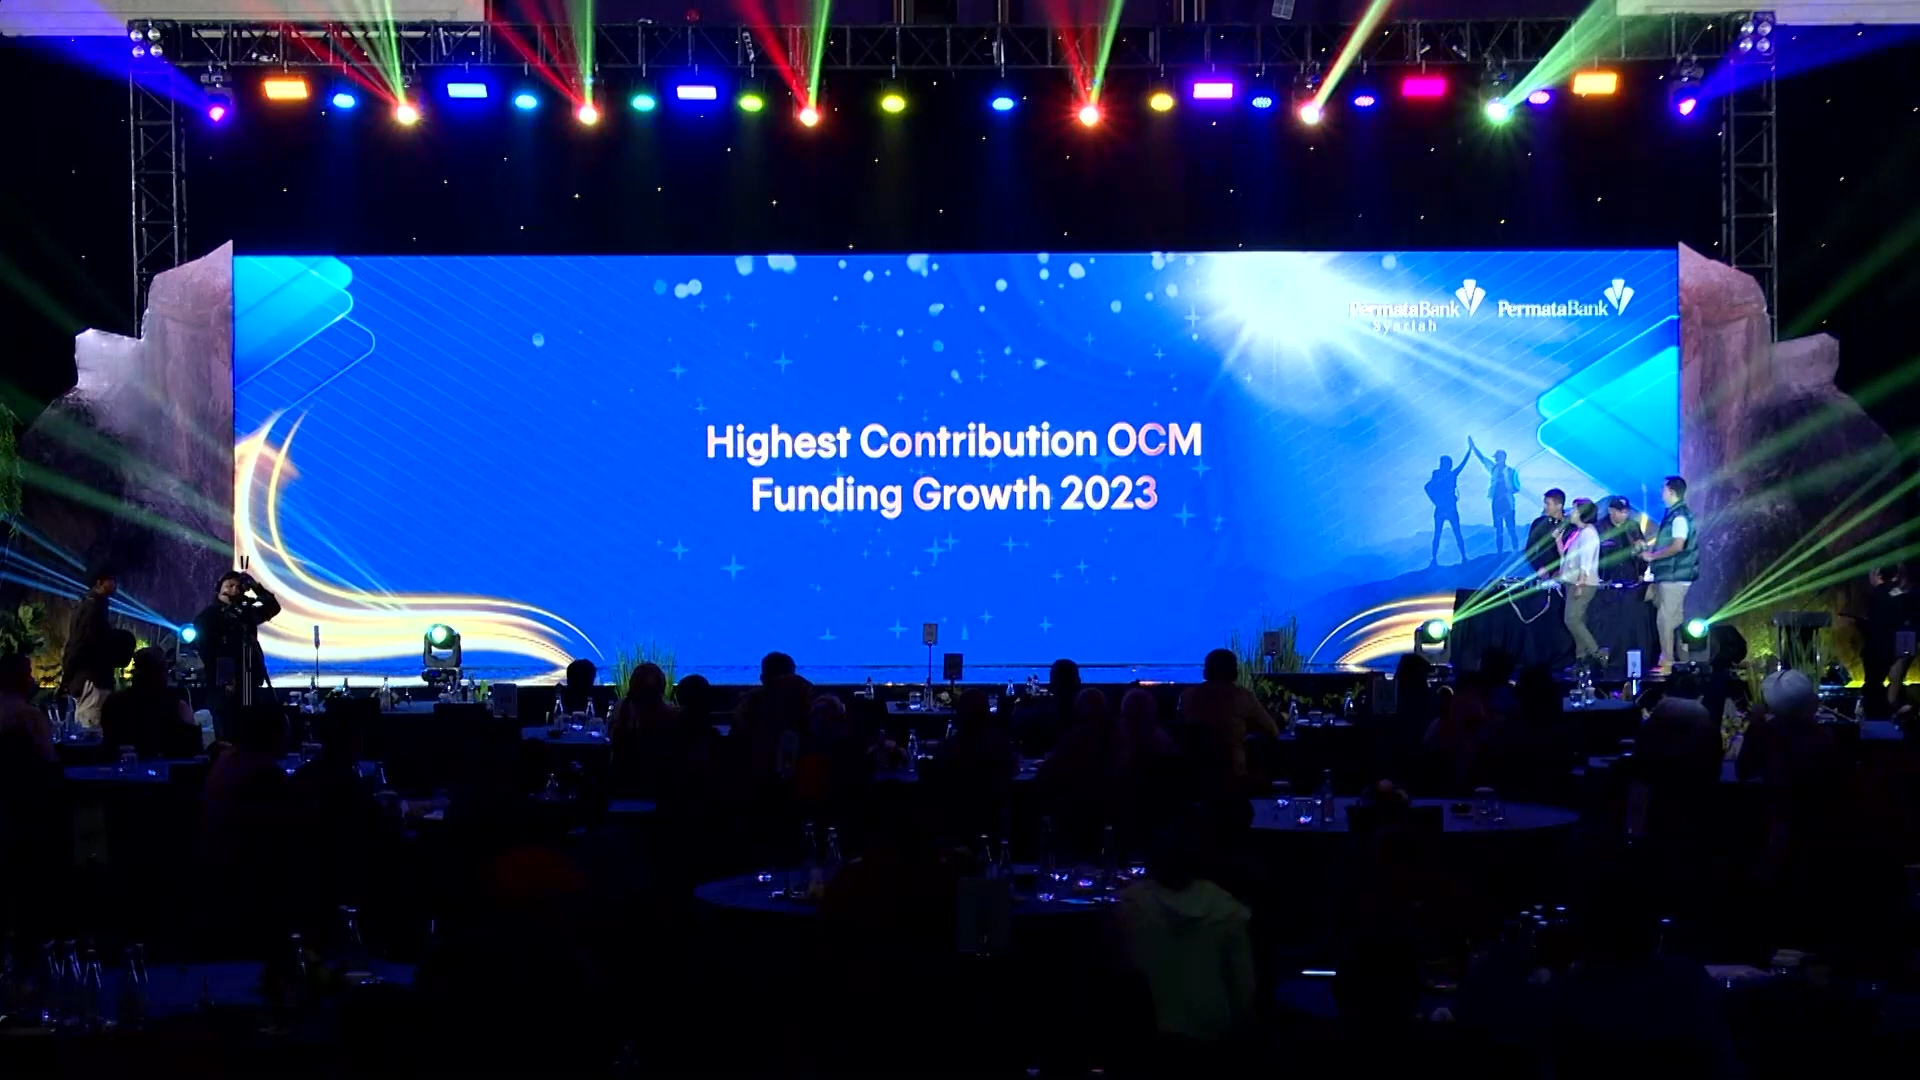 PermataBank
Syariah
PermataBank
Highest Contribution OCM
Funding Growth 2023